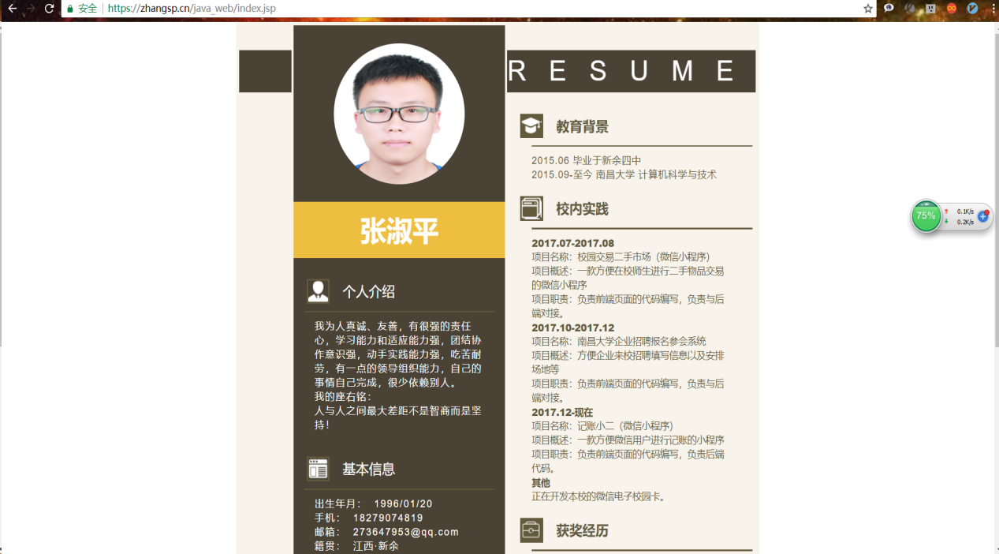 安全 https://zhangsp.cn/java_web/index.jsp
RESUME
张淑平
个人介绍
我为人真诚、友善，有很强的责任
心，学习能力和适应能力强，团结协
作意识强，动手实践能力强，吃苦耐
劳，有一点的领导组织能力，自己的
事情自己完成，很少依赖别人。
我的座右铭：
人与人之间最大差距不是智商而是坚
持！
基本信息
出生年月： 1996/01/20
手机： 18279074819
邮箱： 273647953@qq.com
籍贯： 江西·新余
教育背景
2015.06 毕业于新余四中
2015.09-至今 南昌大学 计算机科学与技术
校内实践
2017.07-2017.08
项目名称：校园交易二手市场（微信小程序）
项目概述：一款方便在校师生进行二手物品交易
的微信小程序
项目职责：负责前端页面的代码编写，负责与后
端对接。
2017.10-2017.12
项目名称：南昌大学企业招聘报名参会系统
项目概述：方便企业来校招聘填写信息以及安排
场地等
项目职责：负责前端页面的代码编写，负责与后
端对接。
2017.12-现在
项目名称：记账小二（微信小程序）
项目概述：一款方便微信用户进行记账的小程序
项目职责：负责前端页面的代码编写，负责后端
代码。
其他
正在开发本校的微信电子校园卡。
获奖经历
75%
0.1K/s
0.2K/s